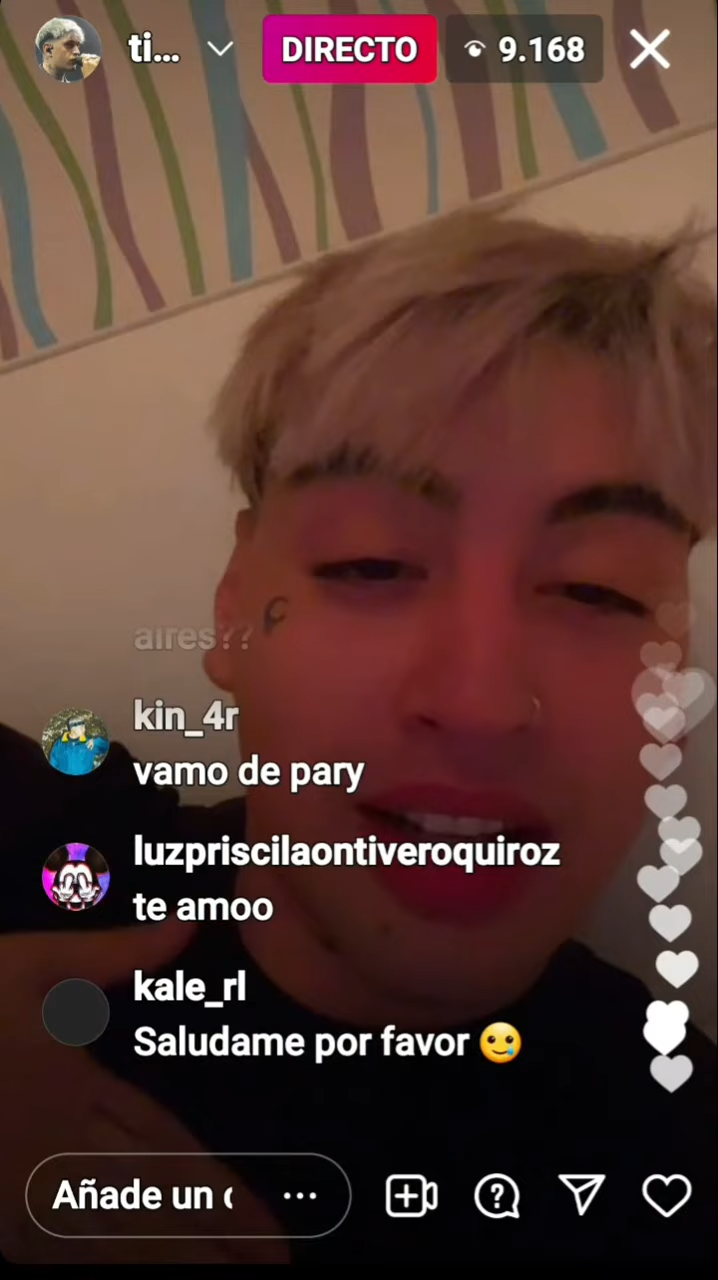 ti...
DIRECTO
9.168
aires??
kin_4r
vamo de pary
luzpriscilaontiveroquiroz
te amoo
kale_rl
Saludame por favor 🥲
Añade un c